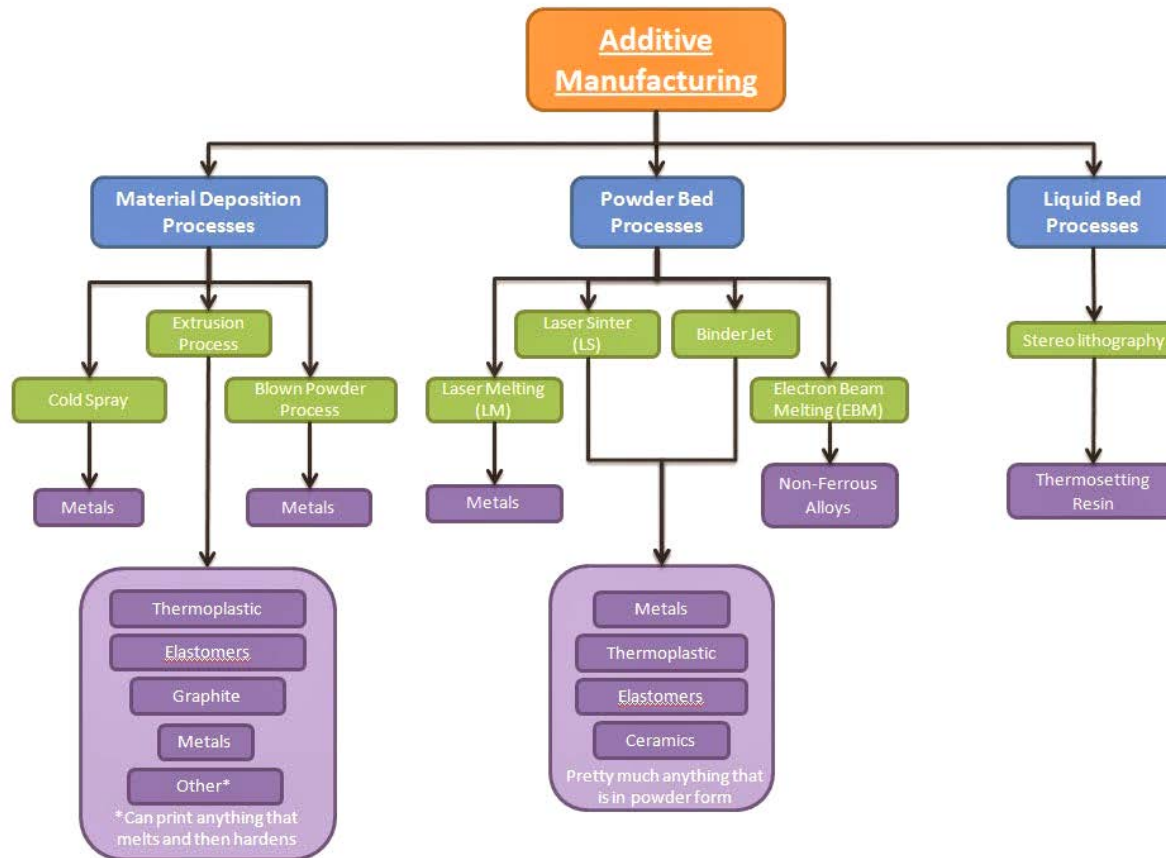 Additive
Manufacturing
Material Deposition
Processes
Powder Bed
Processes
Liquid Bed
Processes
Extrusion
Process
Laser Sinter
(LS)
Binder Jet
Stereo lithography
Cold Spray
Blown Powder
Process
Laser Melting
(LM)
Electron Beam
Melting (EBM)
Metals
Metals
Metals
Non-Ferrous
Alloys
Thermosetting
Resin
Thermoplastic
Elastomers
Graphite
Metals
Other*
*Can print anything that
melts and then hardens
Metals
Thermoplastic
Elastomers
Ceramics
Pretty much anything that
is in powder form